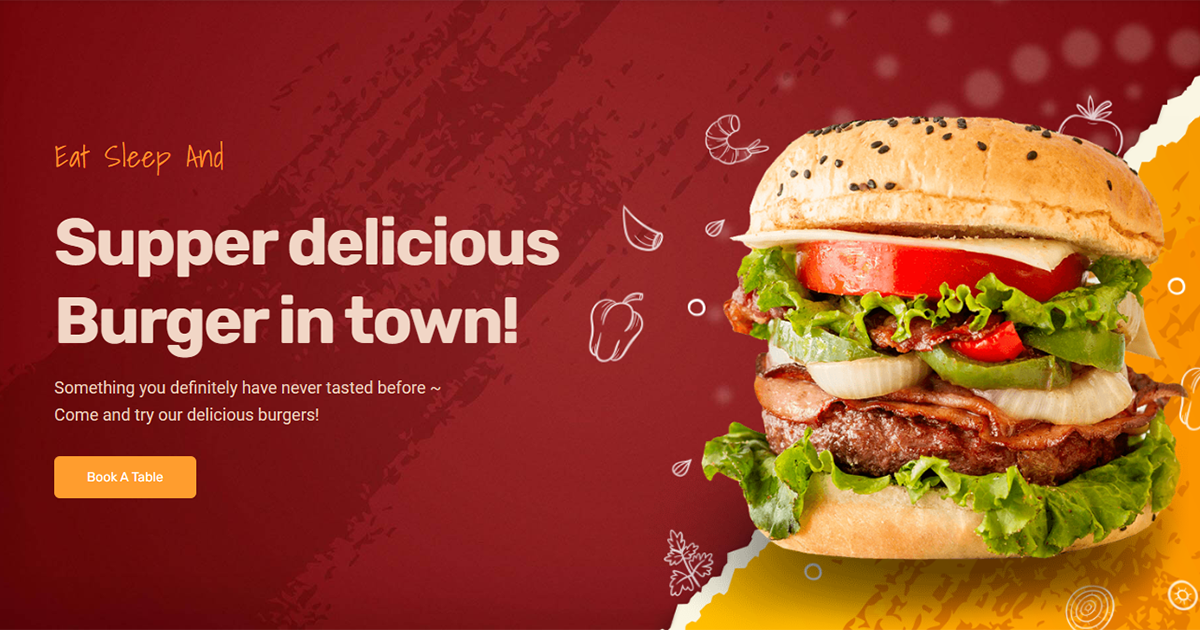 Eat Sleep And
Supper delicious
Burger in town!
Something you definitely have never tasted before ~
Come and try our delicious burgers!
Book A Table